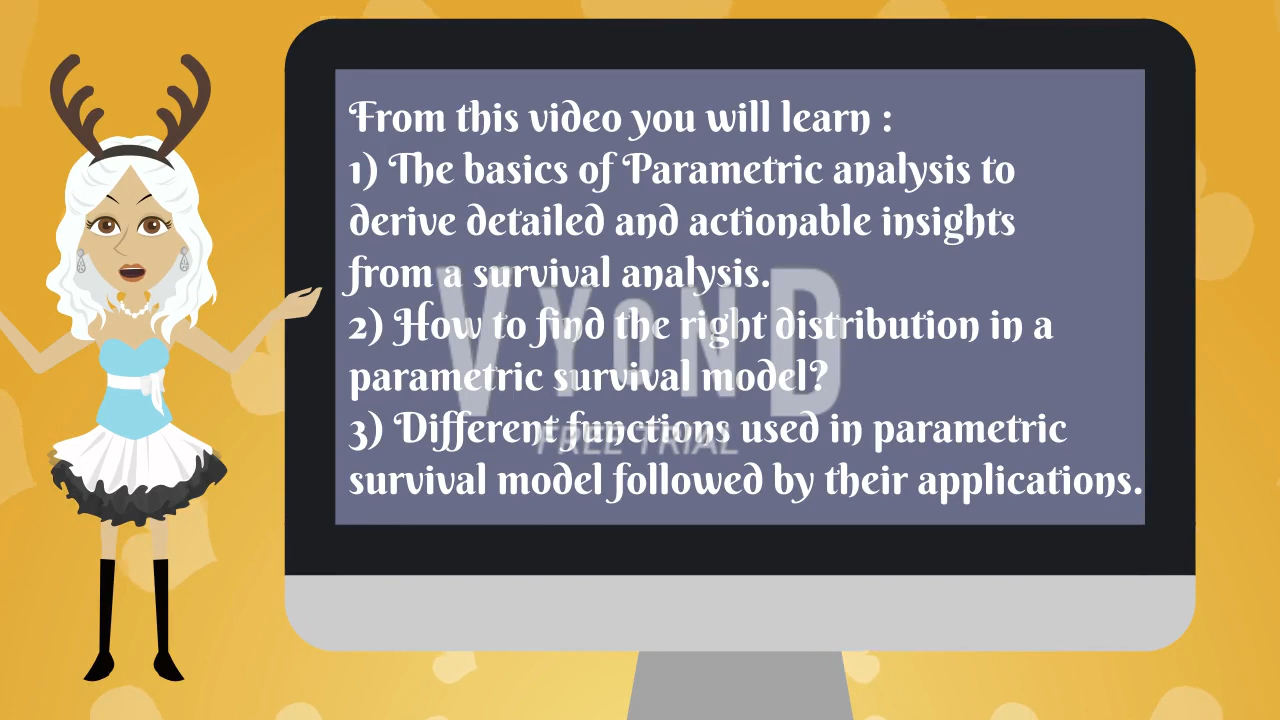 From this video you will learn :
1) The basics of Parametric analysis to
derive detailed and actionable insights
from a survival analysis.
2) How to find the right distribution in a
parametric survival model?
3) Different functions used in parametric
survival model followed by their applications.
VYOND
FREE TRIAL